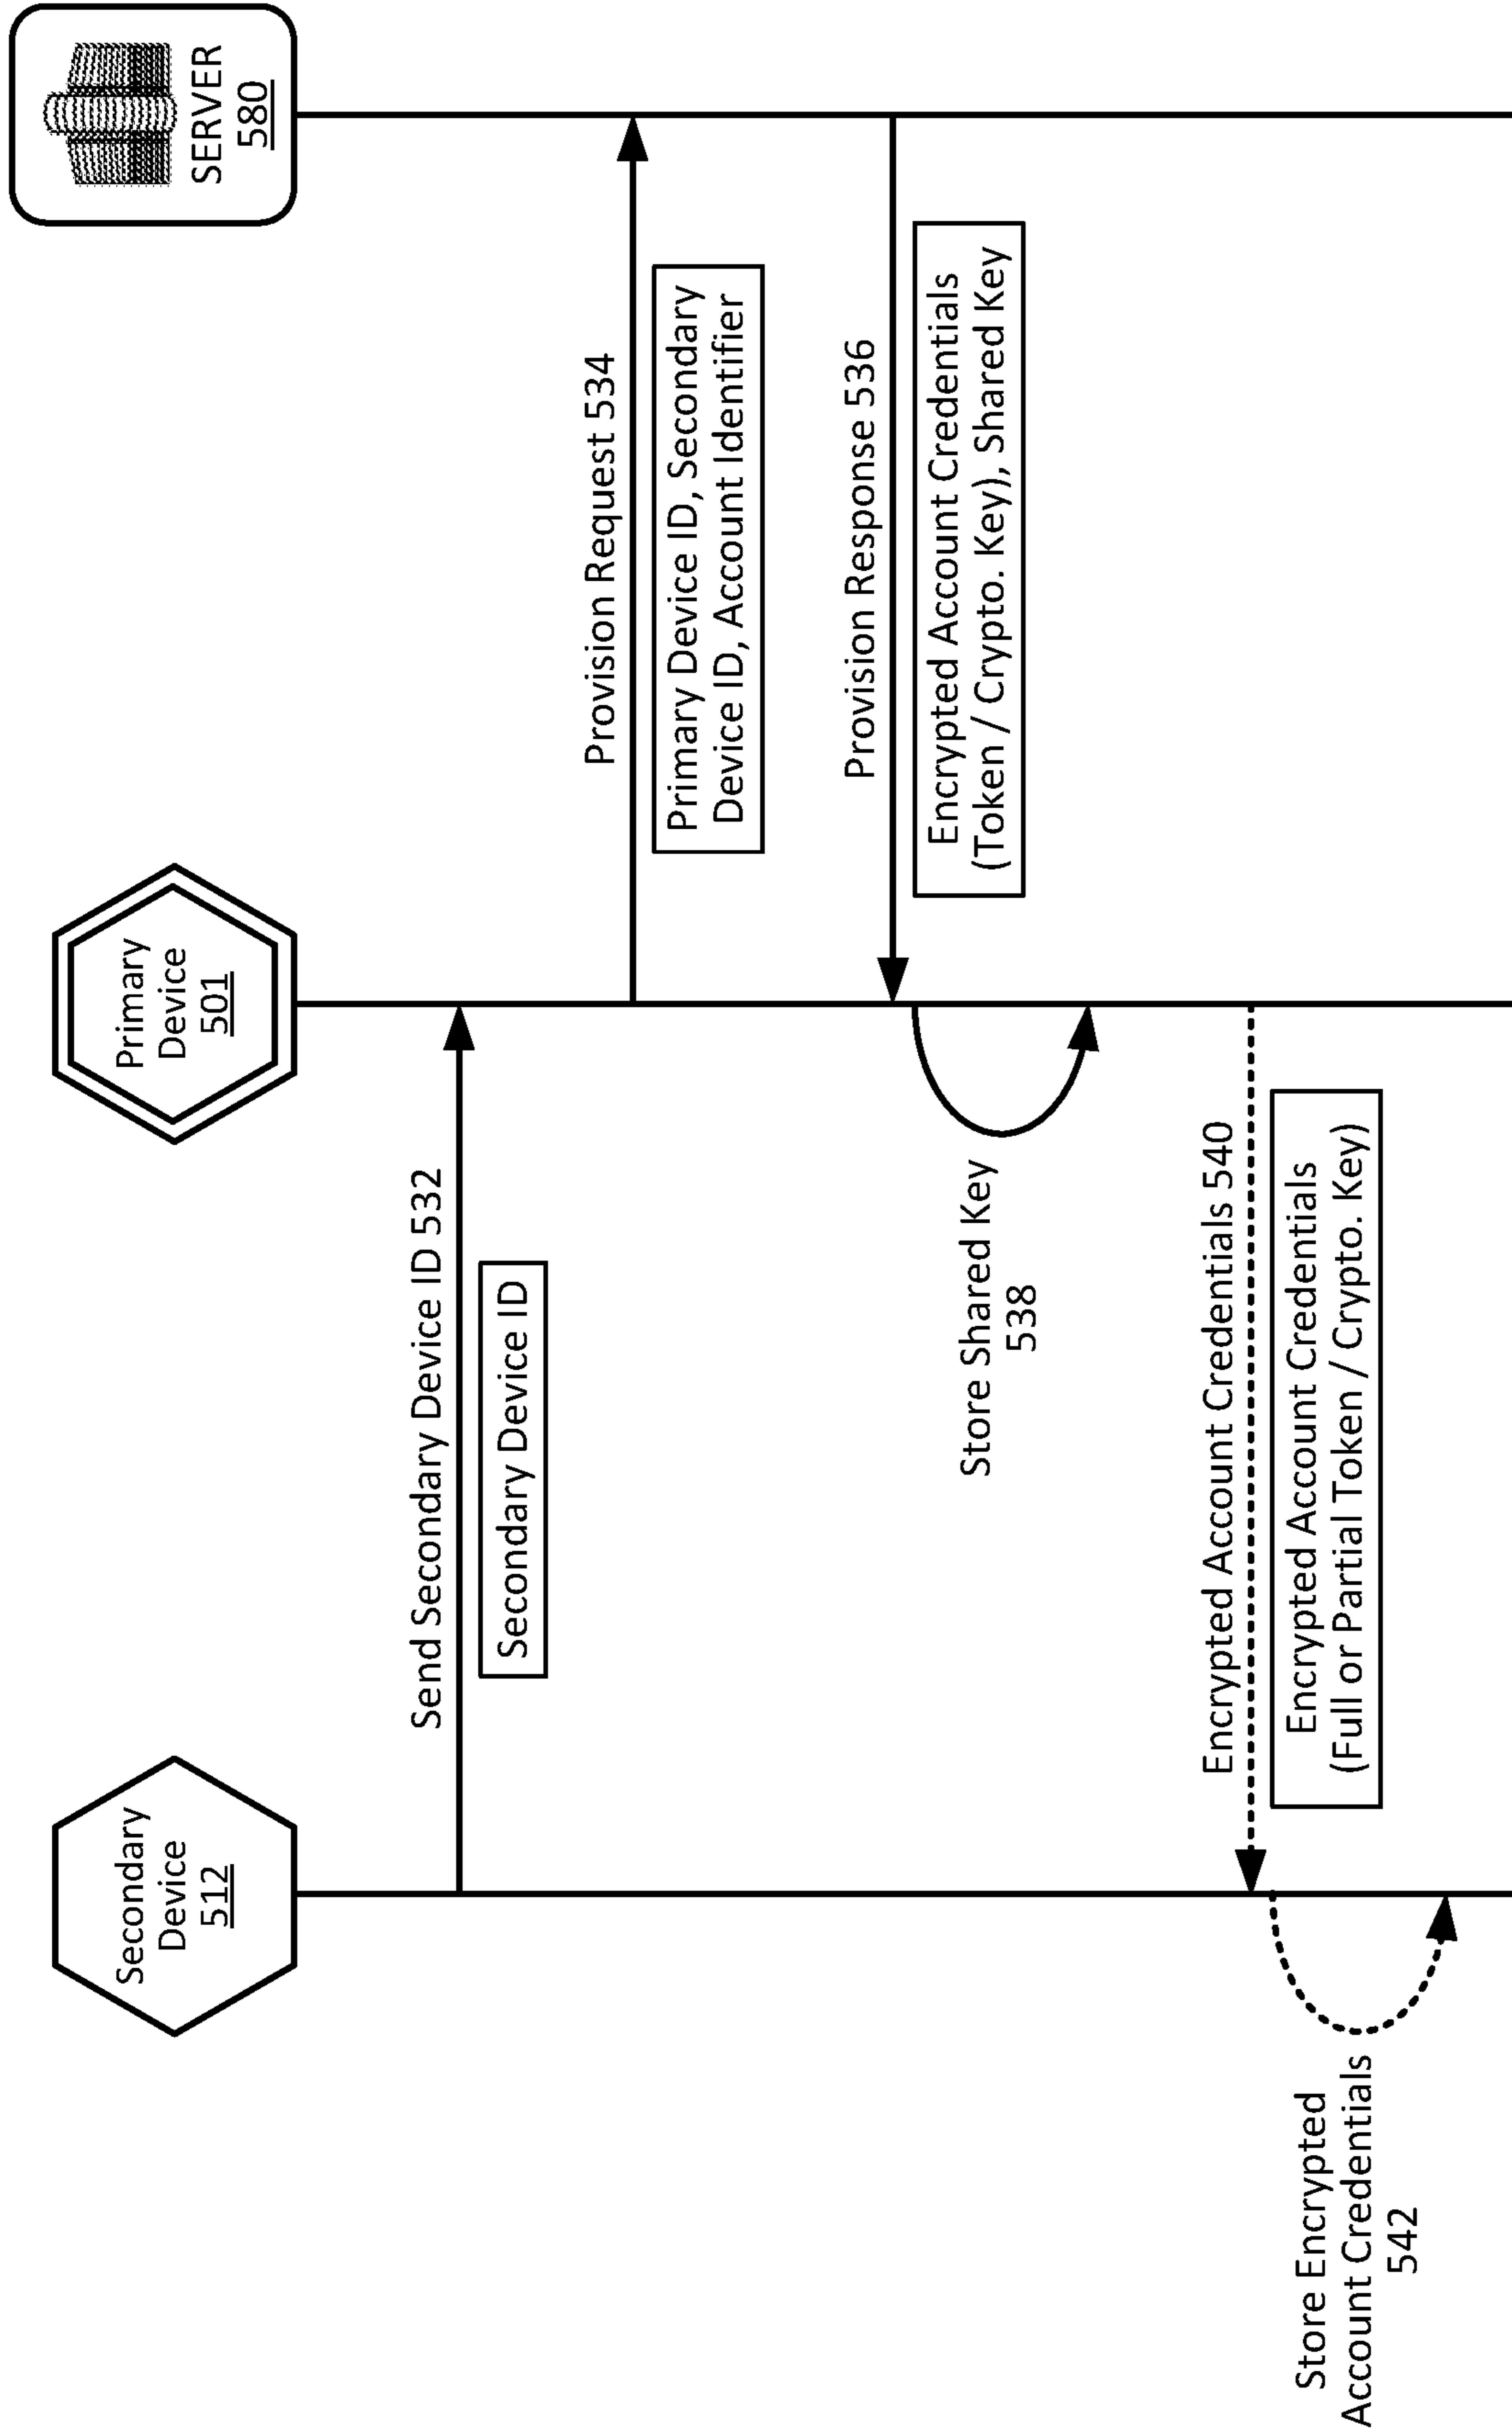 Secondary
Device
512
Primary
Device
501
SERVER
580
Send Secondary Device ID 532
Secondary Device ID
Provision Request 534
Primary Device ID, Secondary
Device ID, Account Identifier
Provision Response 536
Encrypted Account Credentials
(Token / Crypto. Key), Shared Key
Store Shared Key
538
Encrypted Account Credentials 540
Encrypted Account Credentials
(Full or Partial Token / Crypto. Key)
Store Encrypted
Account Credentials
542